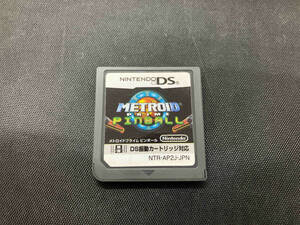 NINTENDO DS
METROID
PRIME
PINBALL
メトロイドプライム ピンボール
Nintendo
DS振動カートリッジ対応
NTR-AP2J-JPN